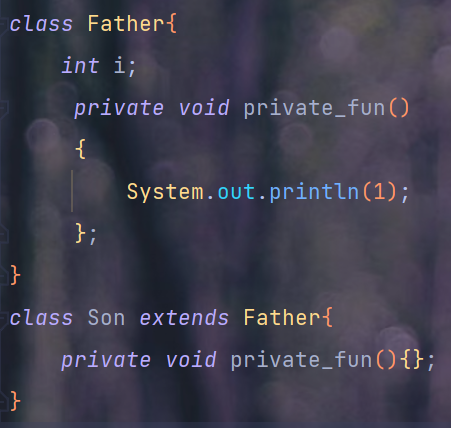 class Father{
    int i;
     private void private_fun()
     {
         System.out.println(1);
     };
}
class Son extends Father{
    private void private_fun(){};
}